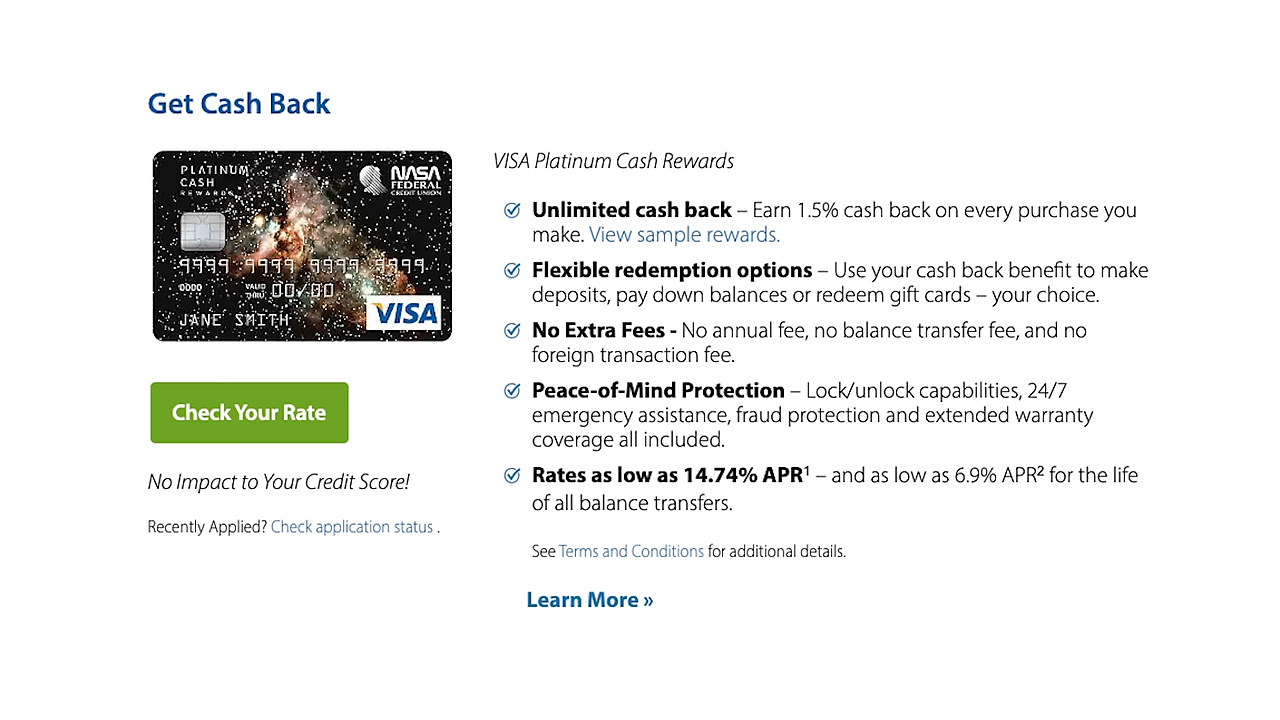 Get Cash Back
PLATINUM
CASH
REWARDS
NASA
FEDERAL
CREDIT UNION
9999 9999 9999 9999
0000 VALID THRU 00/00
VISA
JANE SMITH
Check Your Rate
No Impact to Your Credit Score!
Recently Applied? Check application status .
VISA Platinum Cash Rewards
Unlimited cash back – Earn 1.5% cash back on every purchase you
make. View sample rewards.
Flexible redemption options – Use your cash back benefit to make
deposits, pay down balances or redeem gift cards – your choice.
No Extra Fees - No annual fee, no balance transfer fee, and no
foreign transaction fee.
Peace-of-Mind Protection – Lock/unlock capabilities, 24/7
emergency assistance, fraud protection and extended warranty
coverage all included.
Rates as low as 14.74% APR¹ – and as low as 6.9% APR² for the life
of all balance transfers.
See Terms and Conditions for additional details.
Learn More »